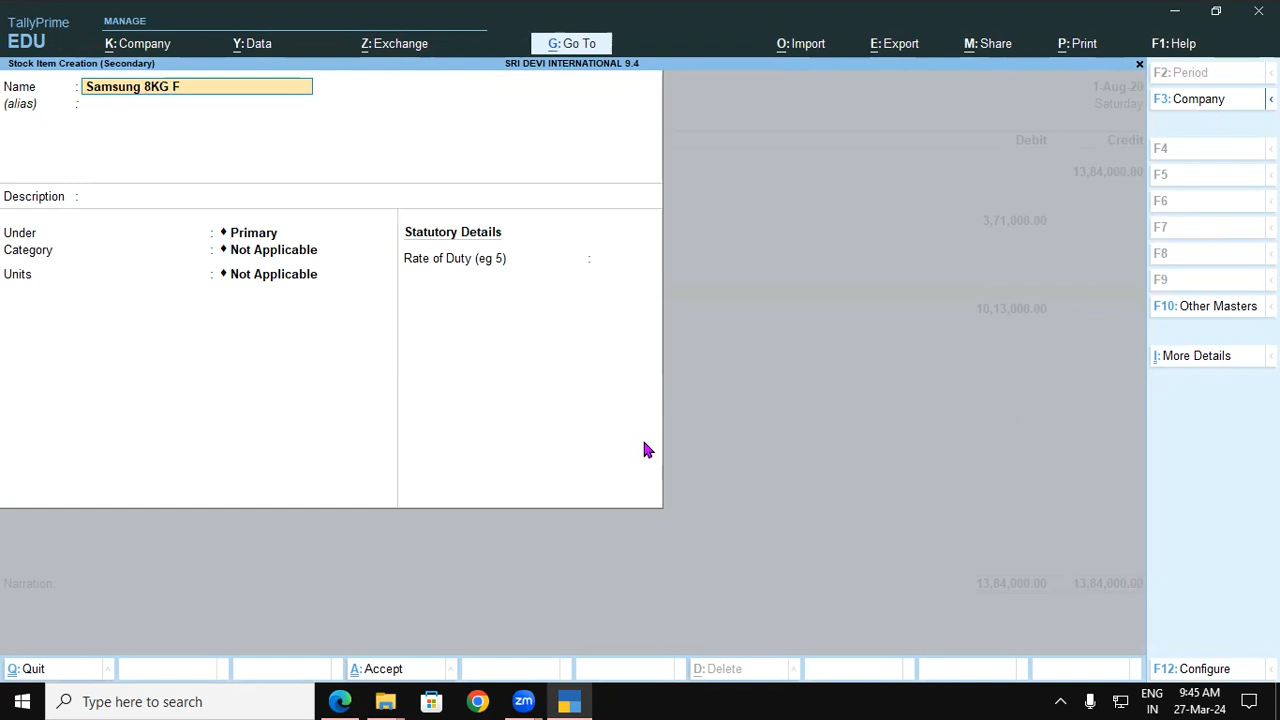 TallyPrime
EDU
MANAGE
K: Company
Y: Data
Z: Exchange
G: Go To
O: Import
E: Export
M: Share
P: Print
F1: Help
Stock Item Creation (Secondary)
SRI DEVI INTERNATIONAL 9.4
×
Name : Samsung 8KG F
(alias) :
Description :
Under : ♦ Primary
Category : ♦ Not Applicable
Units : ♦ Not Applicable
Statutory Details
Rate of Duty (eg 5) :
1-Aug-20
Saturday
Debit Credit
13,84,000.00
3,71,000.00
10,13,000.00
Narration
13,84,000.00 13,84,000.00
F2: Period
F3: Company
F4
F5
F6
F7
F8
F9
F10: Other Masters
I: More Details
Q: Quit
A: Accept
D: Delete
F12: Configure
Type here to search
zm
ENG
IN
9:45 AM
27-Mar-24